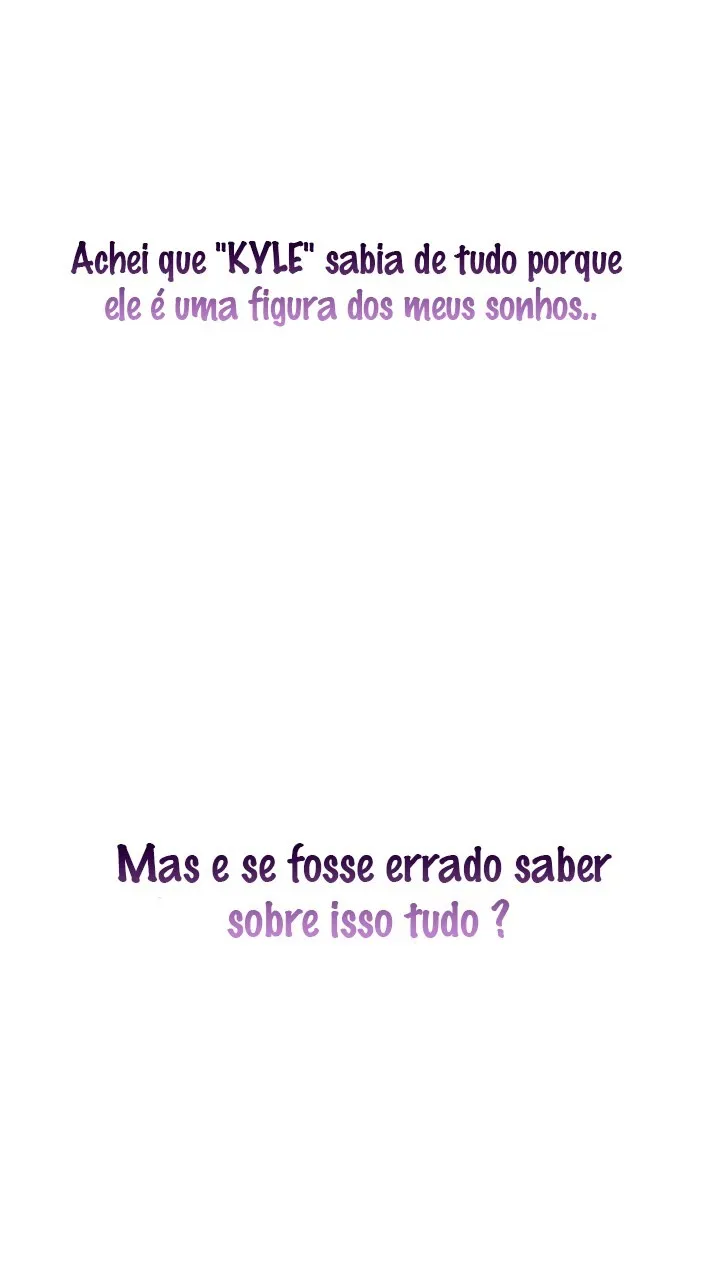 Achei que "KYLE" sabia de tudo porque
ele é uma figura dos meus sonhos..
Mas e se fosse errado saber
sobre isso tudo ?